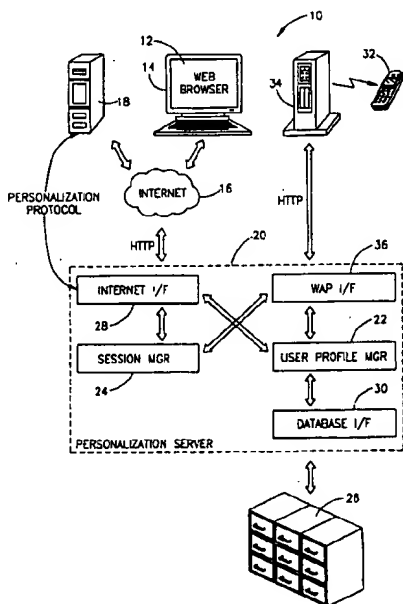 10
12
14
WEB
BROWSER
18
34
32
INTERNET
16
PERSONALIZATION
PROTOCOL
HTTP
HTTP
20
36
INTERNET I/F
WAP I/F
28
22
SESSION MGR
USER PROFILE MGR
24
30
DATABASE I/F
PERSONALIZATION SERVER
26